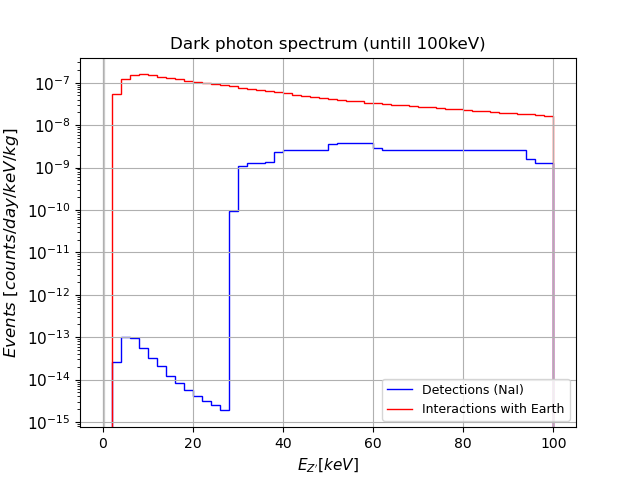 Dark photon spectrum (untill 100keV)
Events [counts/day/keV/kg]
10⁻⁷
10⁻⁸
10⁻⁹
10⁻¹⁰
10⁻¹¹
10⁻¹²
10⁻¹³
10⁻¹⁴
10⁻¹⁵
Detections (NaI)
Interactions with Earth
0 20 40 60 80 100
E_Z' [keV]